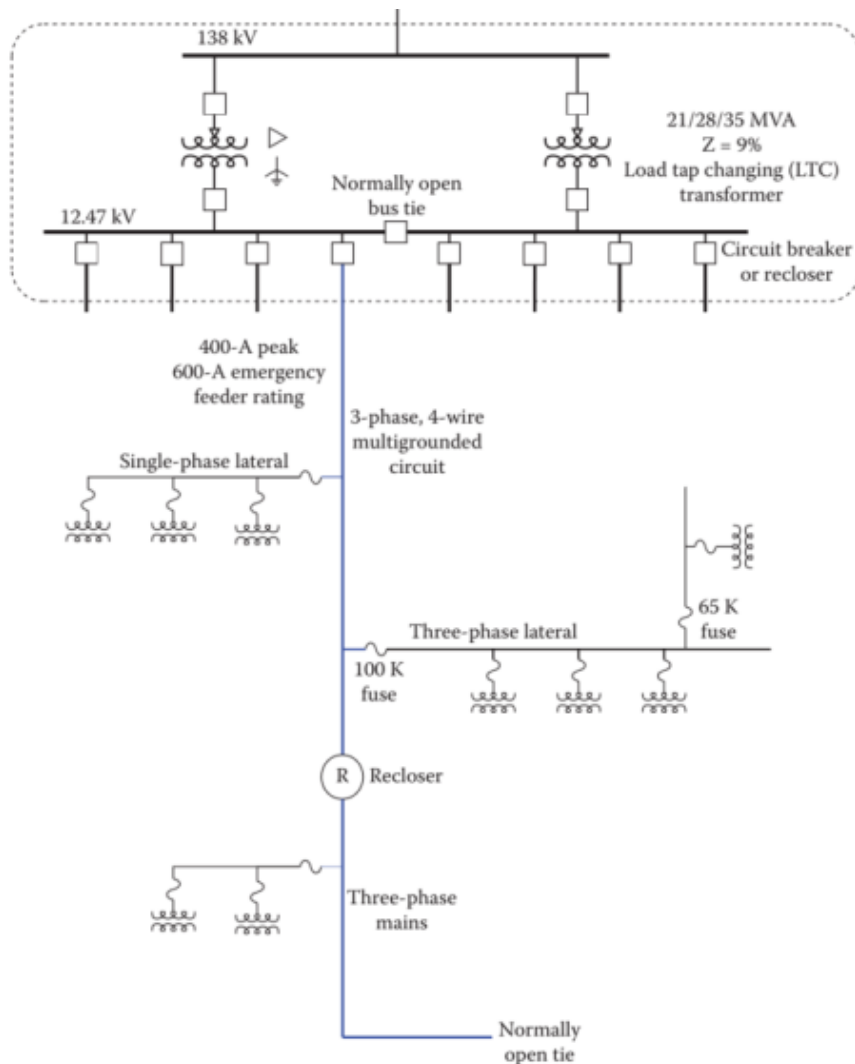 138 kV
21/28/35 MVA
Z = 9%
Load tap changing (LTC)
transformer
Normally open
bus tie
12.47 kV
Circuit breaker
or recloser
400-A peak
600-A emergency
feeder rating
3-phase, 4-wire
multigrounded
circuit
Single-phase lateral
65 K
fuse
Three-phase lateral
100 K
fuse
R
Recloser
Three-phase
mains
Normally
open tie